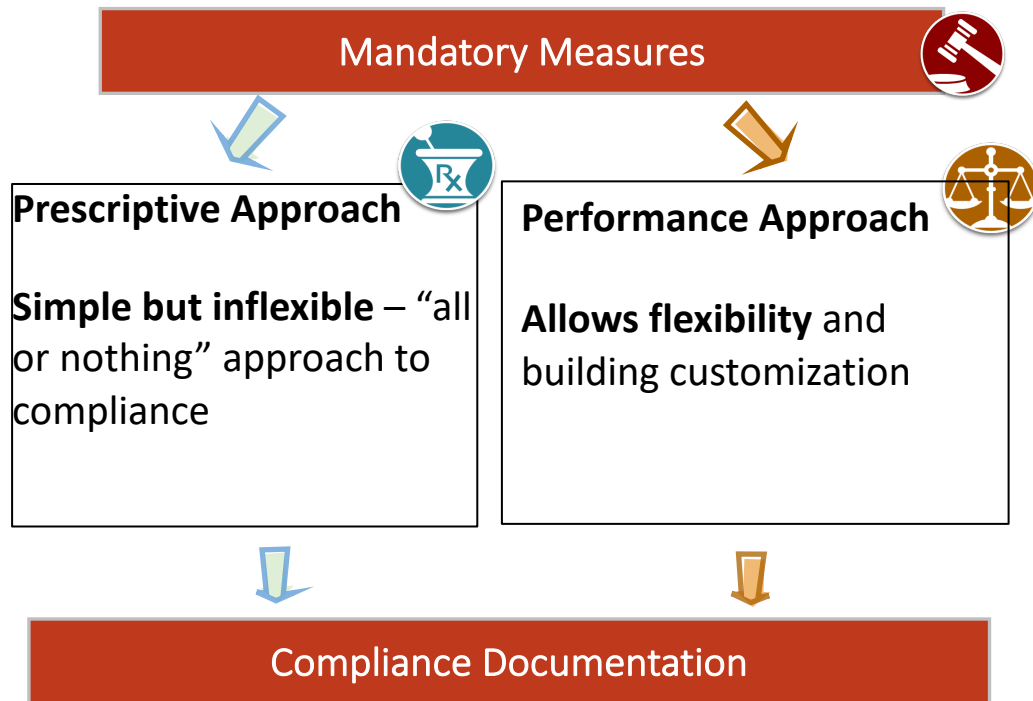 Mandatory Measures
Rx
Prescriptive Approach
Simple but inflexible – “all
or nothing” approach to
compliance
Performance Approach
Allows flexibility and
building customization
Compliance Documentation